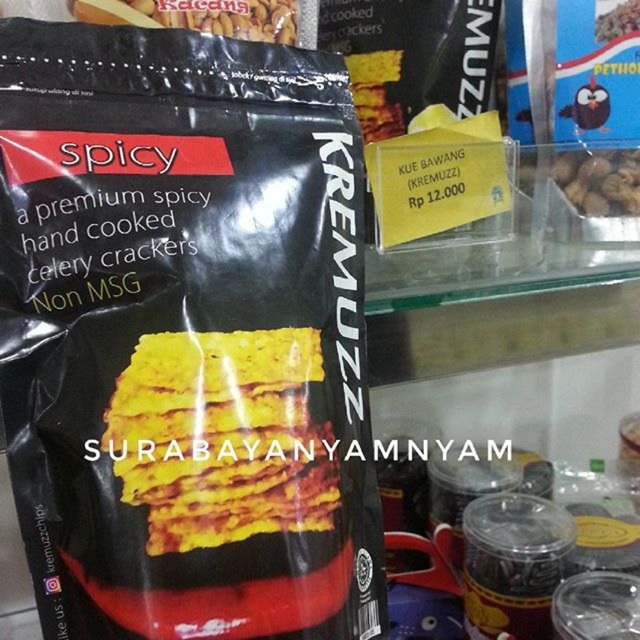 Kacang
spicy
a premium spicy
hand cooked
celery crackers
Non MSG
KREMUZZ
KUE BAWANG
(KREMUZZ)
Rp 12.000
SURABAYANYAMNYAM
kremuzzchips